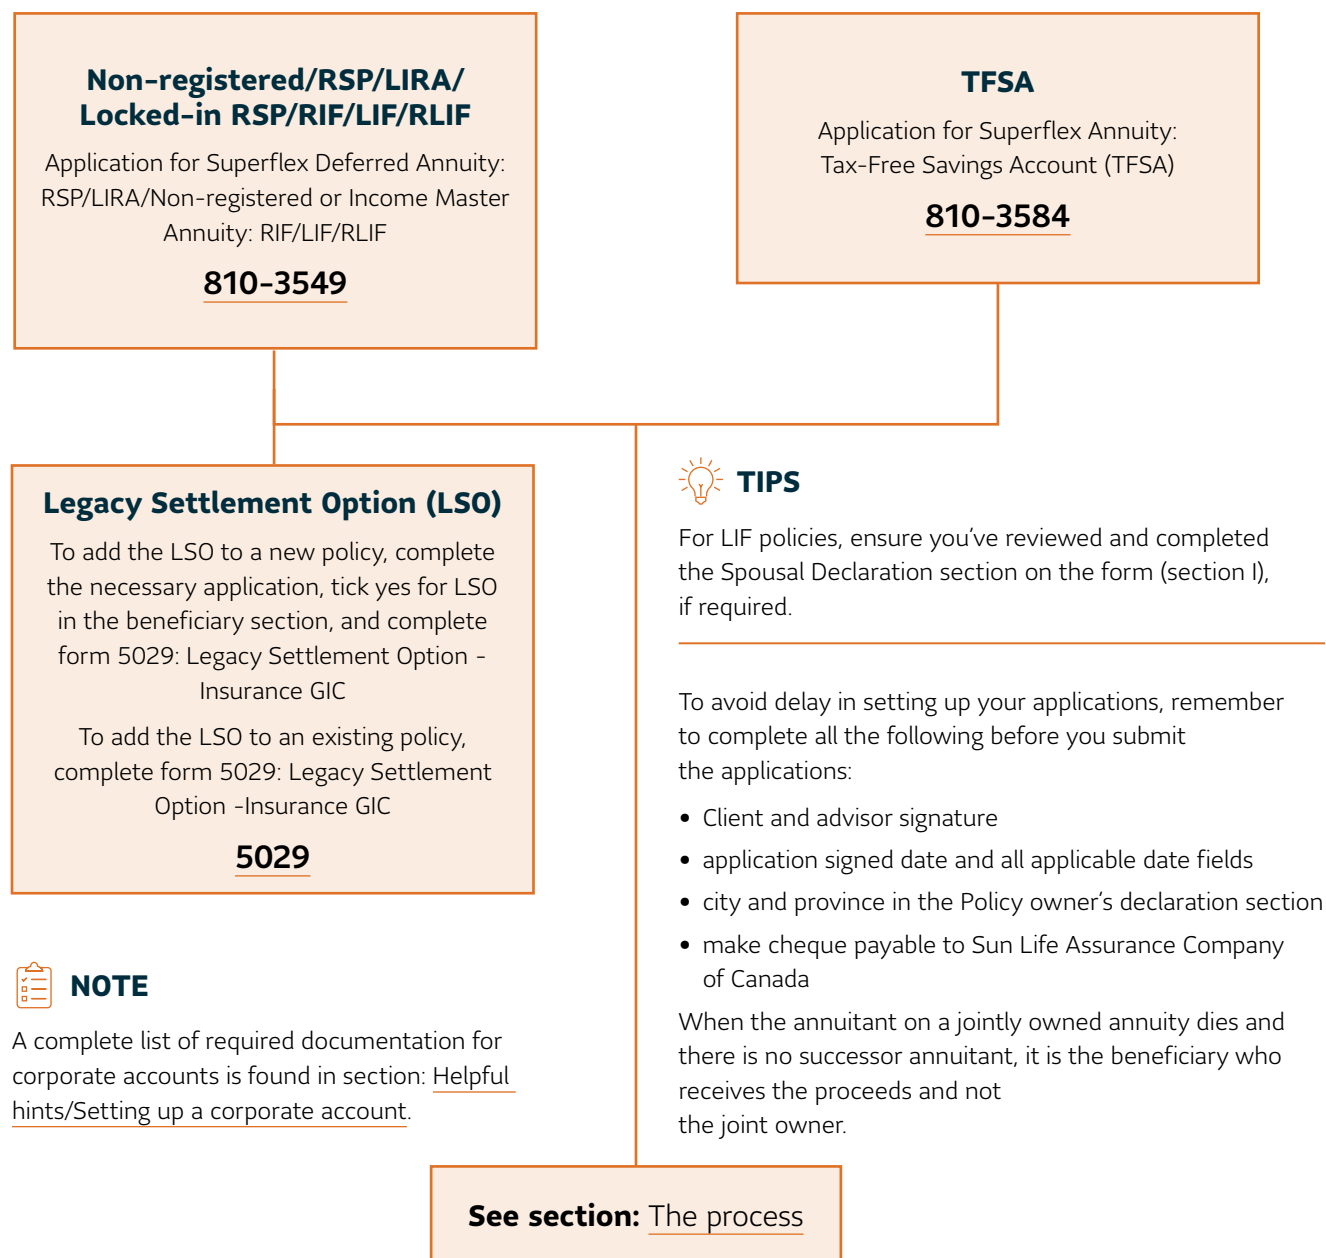 Non-registered/RSP/LIRA/
Locked-in RSP/RIF/LIF/RLIF
Application for Superflex Deferred Annuity:
RSP/LIRA/Non-registered or Income Master
Annuity: RIF/LIF/RLIF
810-3549
TFSA
Application for Superflex Annuity:
Tax-Free Savings Account (TFSA)
810-3584
Legacy Settlement Option (LSO)
To add the LSO to a new policy, complete
the necessary application, tick yes for LSO
in the beneficiary section, and complete
form 5029: Legacy Settlement Option -
Insurance GIC
To add the LSO to an existing policy,
complete form 5029: Legacy Settlement
Option -Insurance GIC
5029
NOTE
A complete list of required documentation for
corporate accounts is found in section: Helpful
hints/Setting up a corporate account.
TIPS
For LIF policies, ensure you've reviewed and completed
the Spousal Declaration section on the form (section I),
if required.
To avoid delay in setting up your applications, remember
to complete all the following before you submit
the applications:
• Client and advisor signature
• application signed date and all applicable date fields
• city and province in the Policy owner's declaration section
• make cheque payable to Sun Life Assurance Company
of Canada
When the annuitant on a jointly owned annuity dies and
there is no successor annuitant, it is the beneficiary who
receives the proceeds and not
the joint owner.
See section: The process